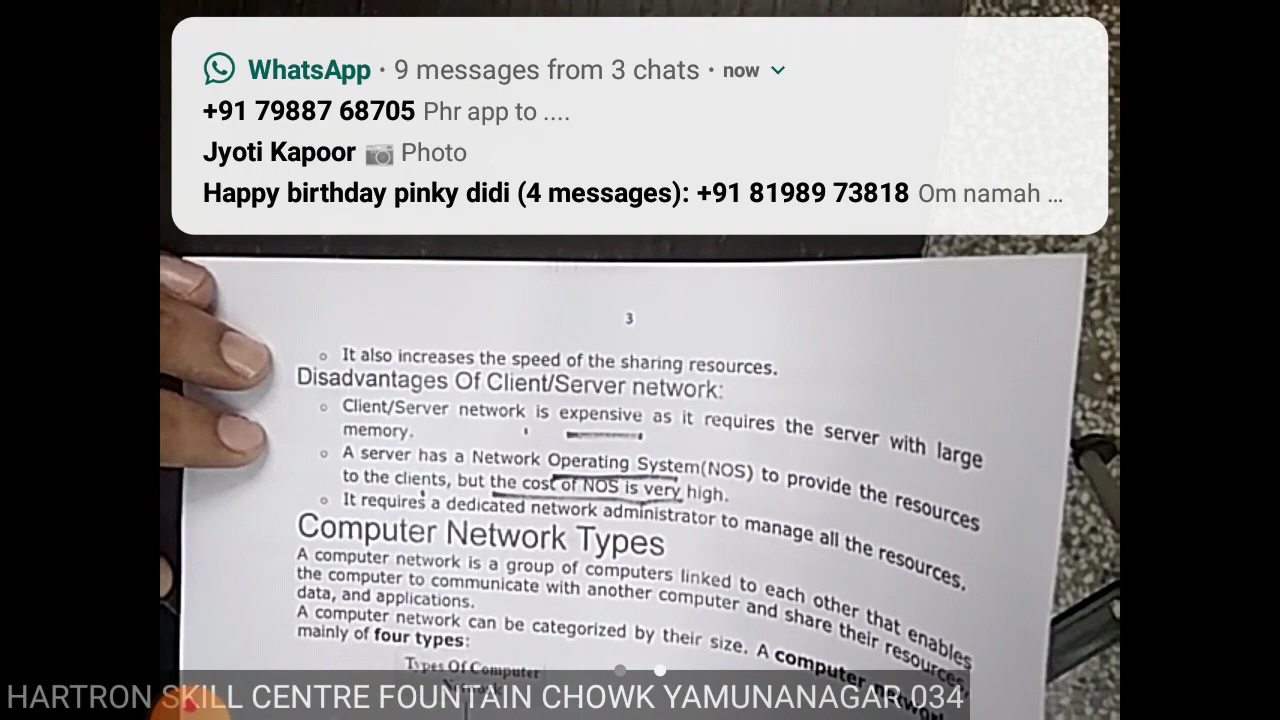 WhatsApp · 9 messages from 3 chats · now
+91 79887 68705 Phr app to ....
Jyoti Kapoor Photo
Happy birthday pinky didi (4 messages): +91 81989 73818 Om namah ...
3
o It also increases the speed of the sharing resources.
Disadvantages Of Client/Server network:
o Client/Server network is expensive as it requires the server with large
memory.
o A server has a Network Operating System(NOS) to provide the resources
to the clients, but the cost of NOS is very high.
o It requires a dedicated network administrator to manage all the resources.
Computer Network Types
A computer network is a group of computers linked to each other that enables
the computer to communicate with another computer and share their resources,
data, and applications.
A computer network can be categorized by their size. A computer network
mainly of four types:
Types Of Computer
HARTRON SKILL CENTRE FOUNTAIN CHOWK YAMUNANAGAR 034